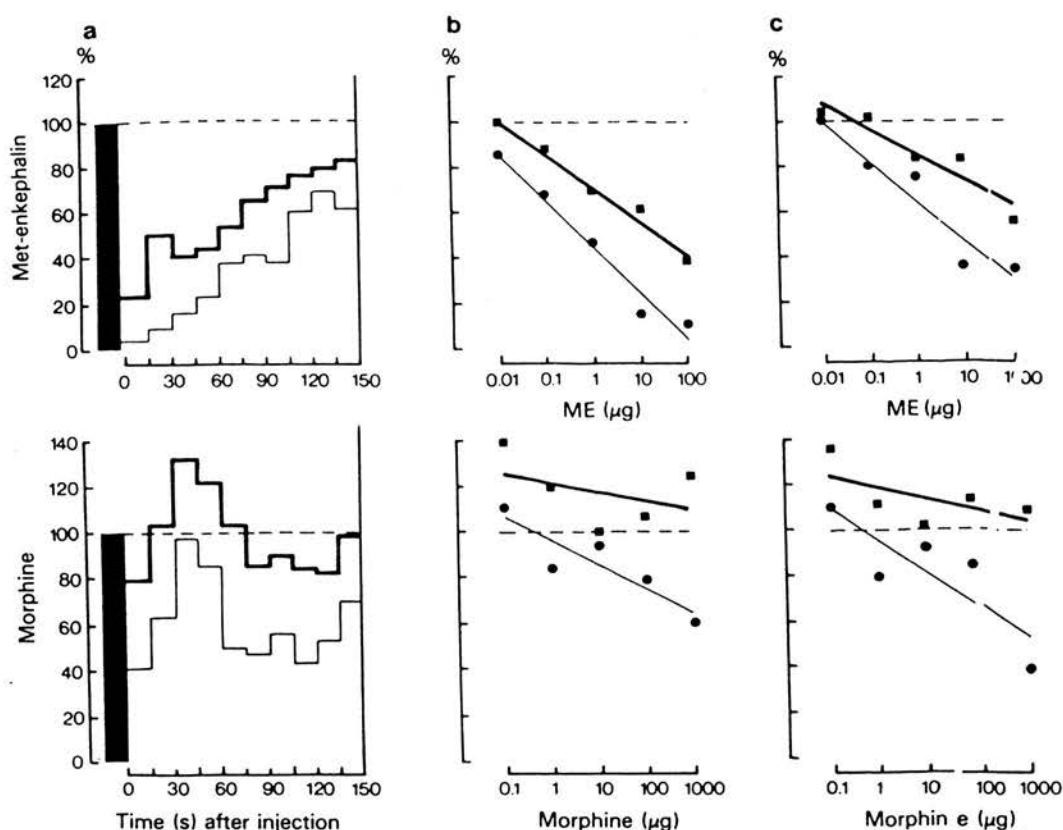 a
b
c
%
%
%
120
100
80
60
40
20
0
Met-enkephalin
0 30 60 90 120 150
0.01 0.1 1 10 100
ME (µg)
0.01 0.1 1 10 100
ME (µg)
140
120
100
80
60
40
20
0
Morphine
0 30 60 90 120 150
Time (s) after injection
0.1 1 10 100 1000
Morphine (µg)
0.1 1 10 100 1000
Morphin e (µg)